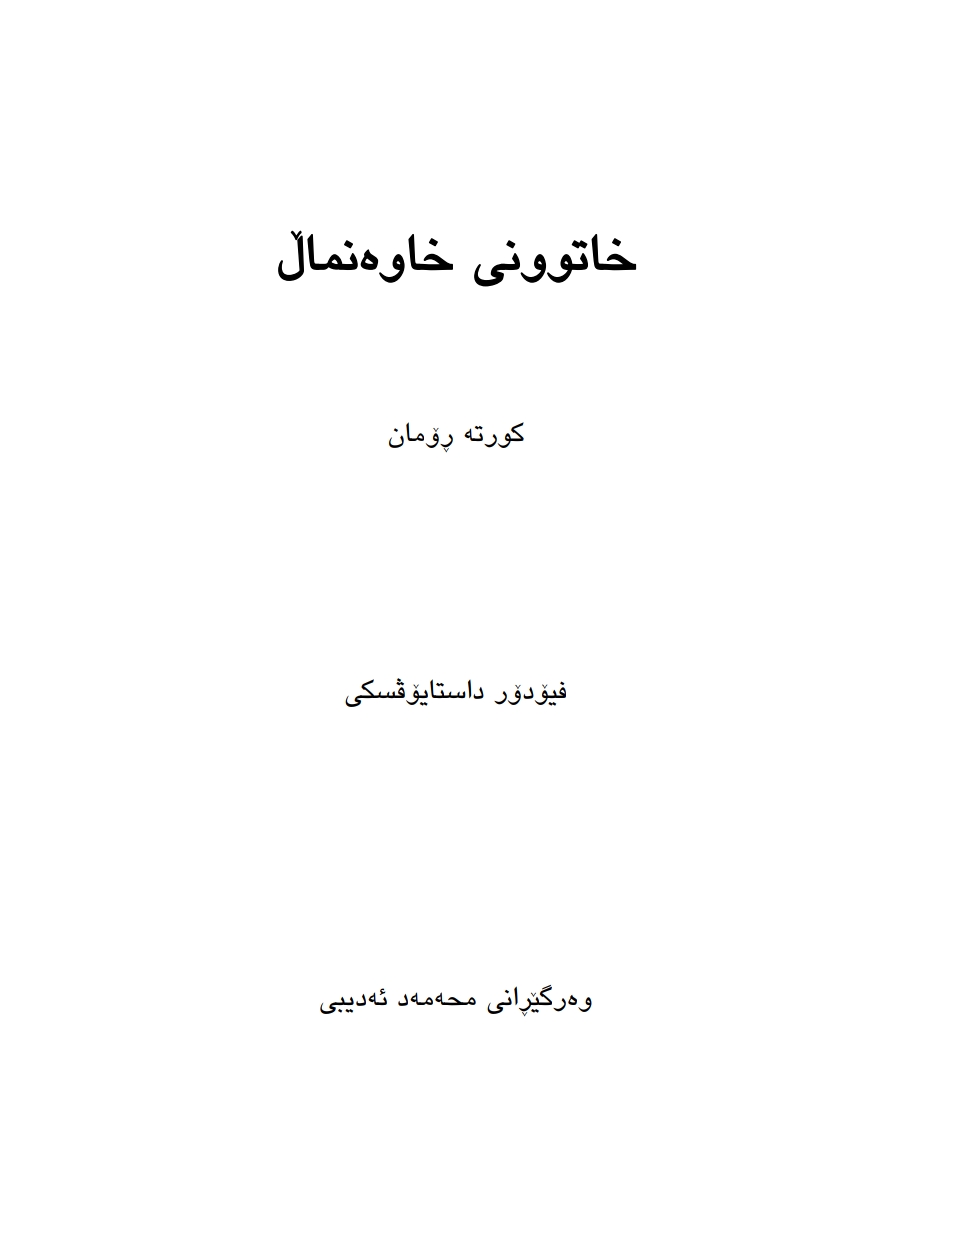 خاتوونی خاوەنماڵ
کورتە ڕۆمان
فیۆدۆر داستایۆڤسکی
وەرگێڕانی محەمەد ئەدیبی